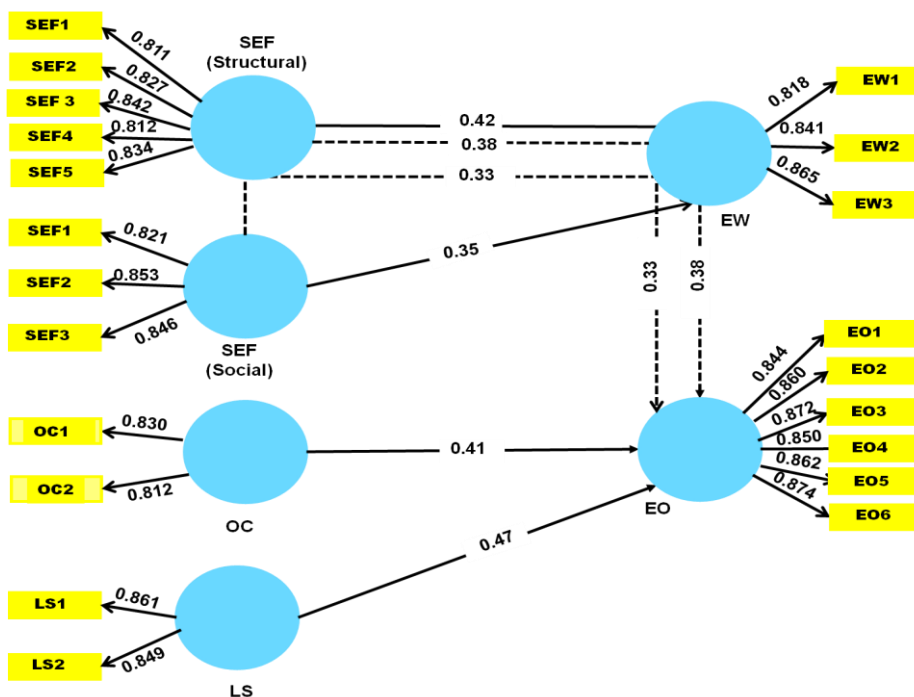 SEF1
SEF2
SEF 3
SEF4
SEF5
0.811
0.827
0.842
0.812
0.834
SEF
(Structural)
0.42
0.38
0.33
EW
0.818
0.841
0.865
EW1
EW2
EW3
SEF1
SEF2
SEF3
0.821
0.853
0.846
SEF
(Social)
0.35
0.33
0.38
OC1
OC2
0.830
0.812
OC
0.41
EO
0.844
0.860
0.872
0.850
0.862
0.874
EO1
EO2
EO3
EO4
EO5
EO6
LS1
LS2
0.861
0.849
LS
0.47